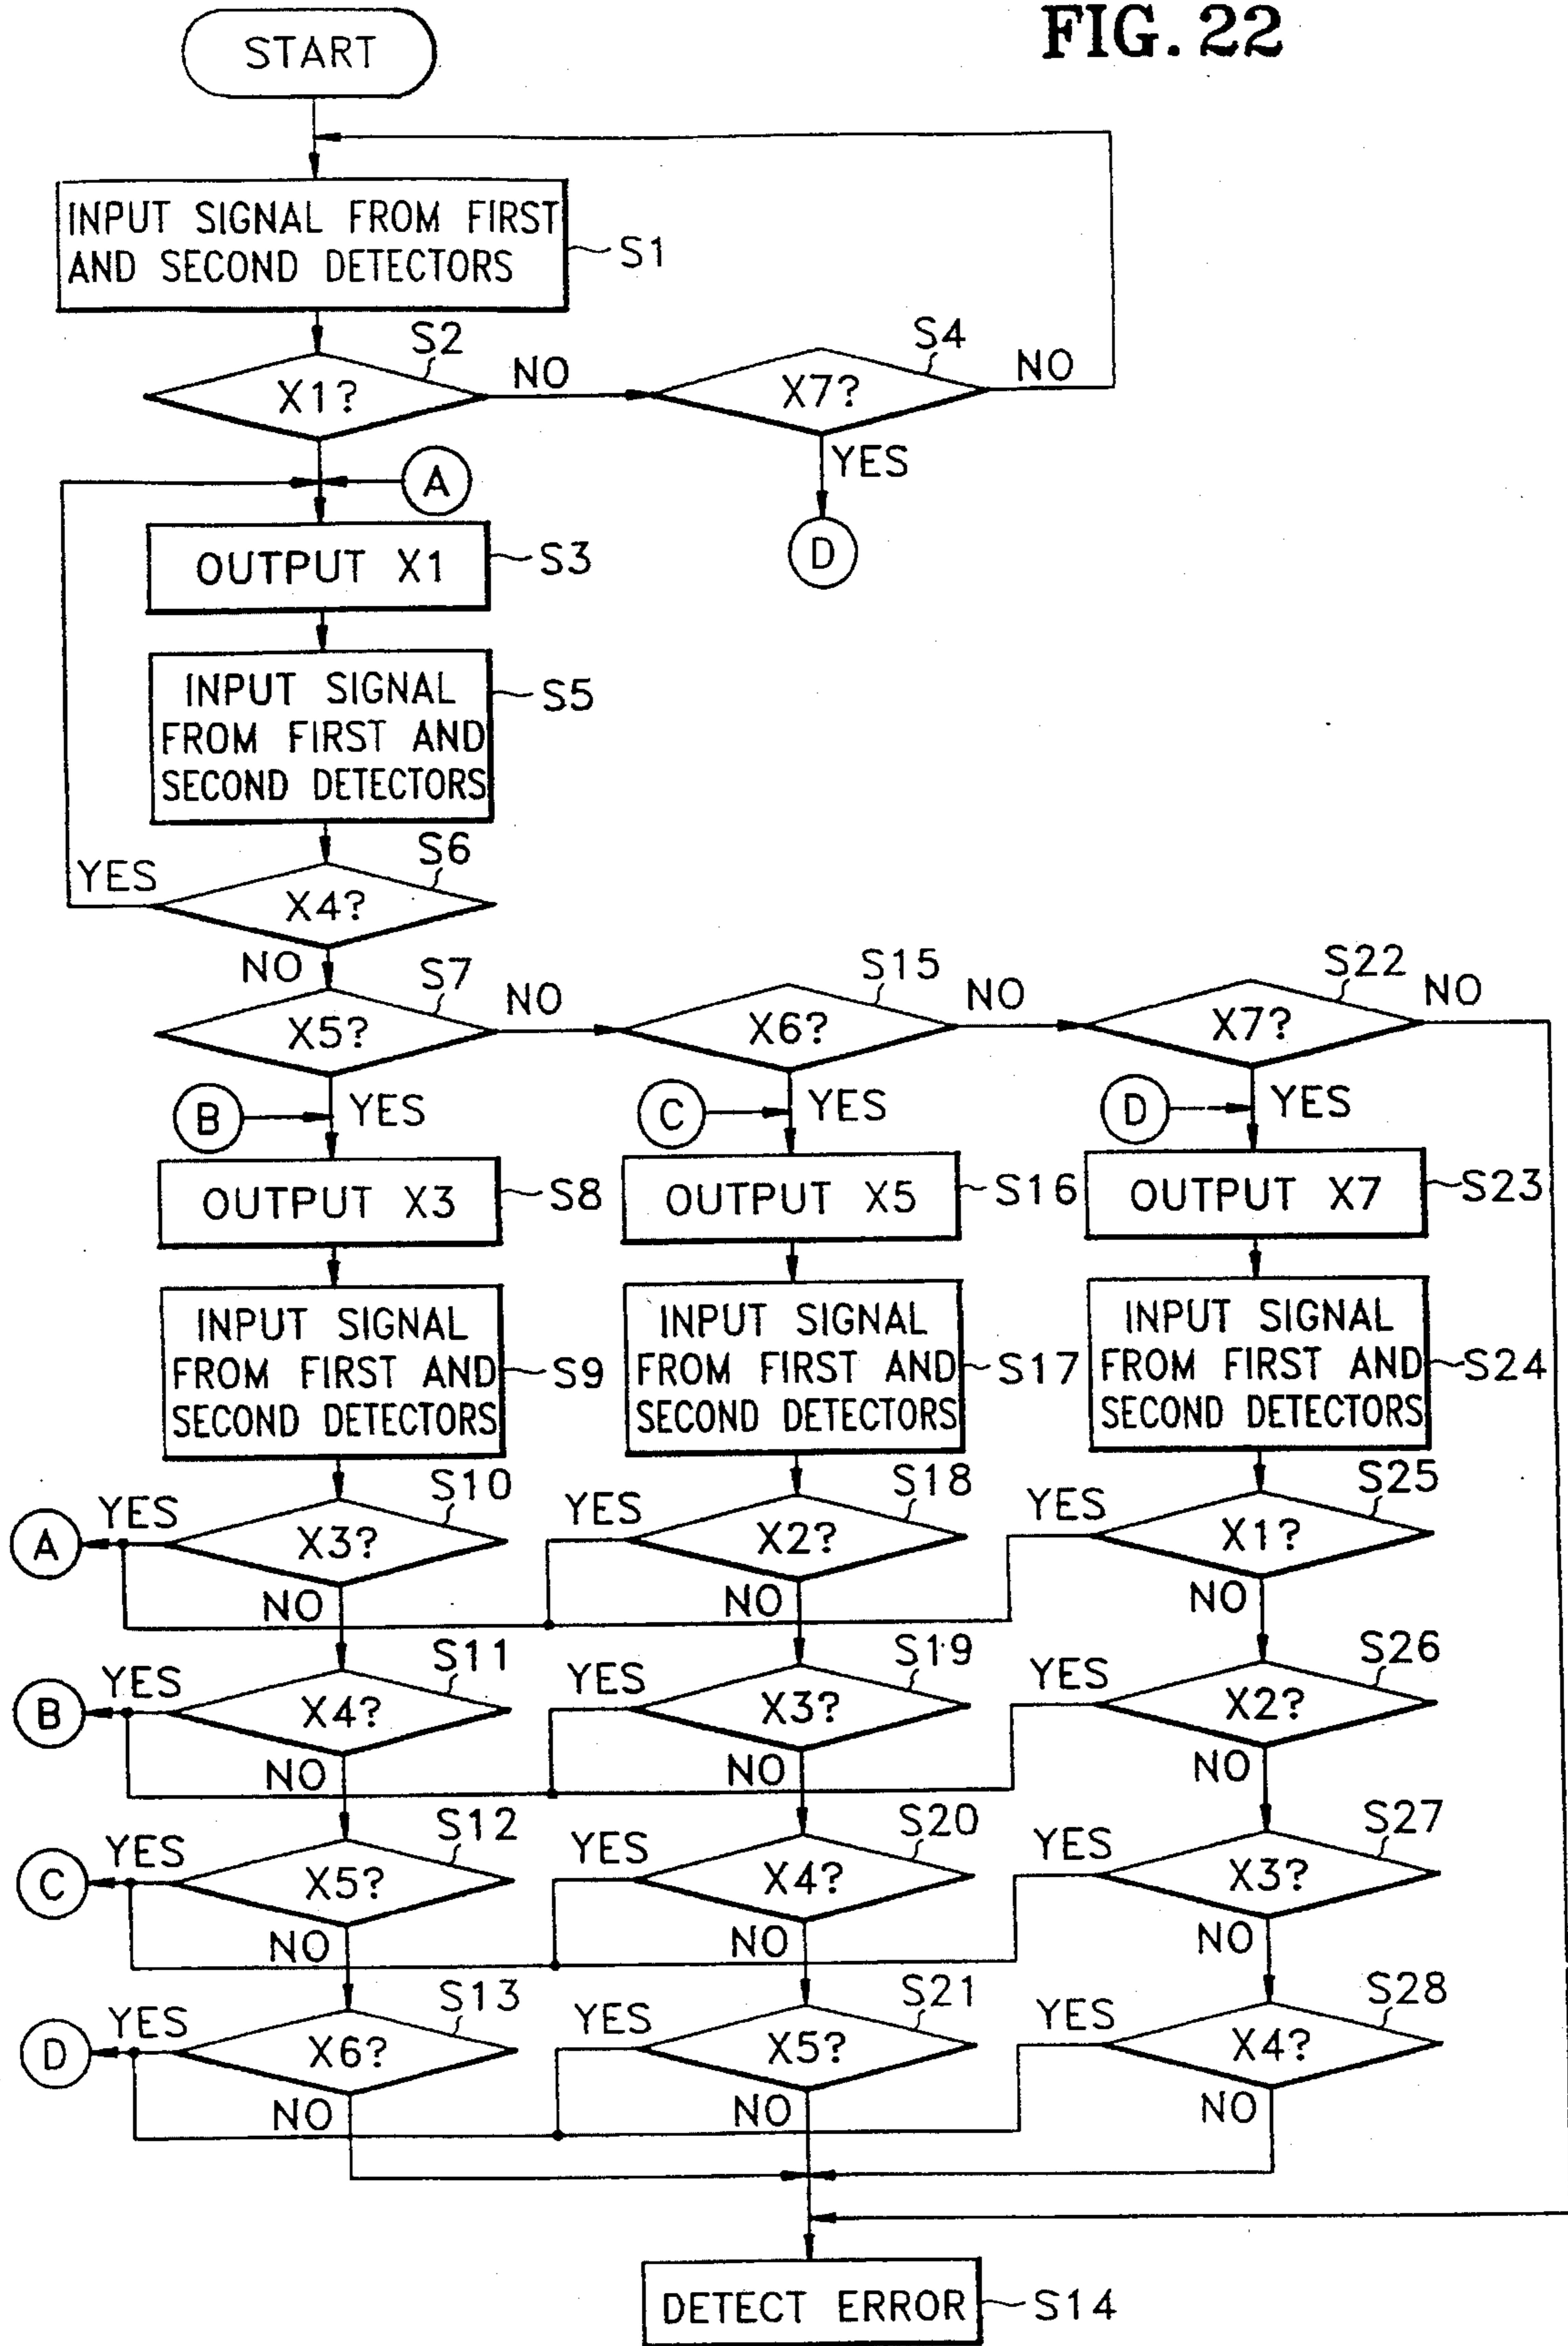 FIG. 22
START
INPUT SIGNAL FROM FIRST
AND SECOND DETECTORS
S1
S2
X1?
NO
S4
X7?
NO
YES
A
D
OUTPUT X1
S3
INPUT SIGNAL
FROM FIRST AND
SECOND DETECTORS
S5
S6
YES
X4?
NO
S7
X5?
NO
S15
X6?
NO
S22
X7?
NO
B
YES
C
YES
D
YES
OUTPUT X3
S8
OUTPUT X5
S16
OUTPUT X7
S23
INPUT SIGNAL
FROM FIRST AND
SECOND DETECTORS
S9
INPUT SIGNAL
FROM FIRST AND
SECOND DETECTORS
S17
INPUT SIGNAL
FROM FIRST AND
SECOND DETECTORS
S24
A
YES
S10
X3?
NO
YES
S18
X2?
NO
YES
S25
X1?
NO
B
YES
S11
X4?
NO
YES
S19
X3?
NO
YES
S26
X2?
NO
C
YES
S12
X5?
NO
YES
S20
X4?
NO
YES
S27
X3?
NO
D
YES
S13
X6?
NO
YES
S21
X5?
NO
YES
S28
X4?
NO
DETECT ERROR
S14